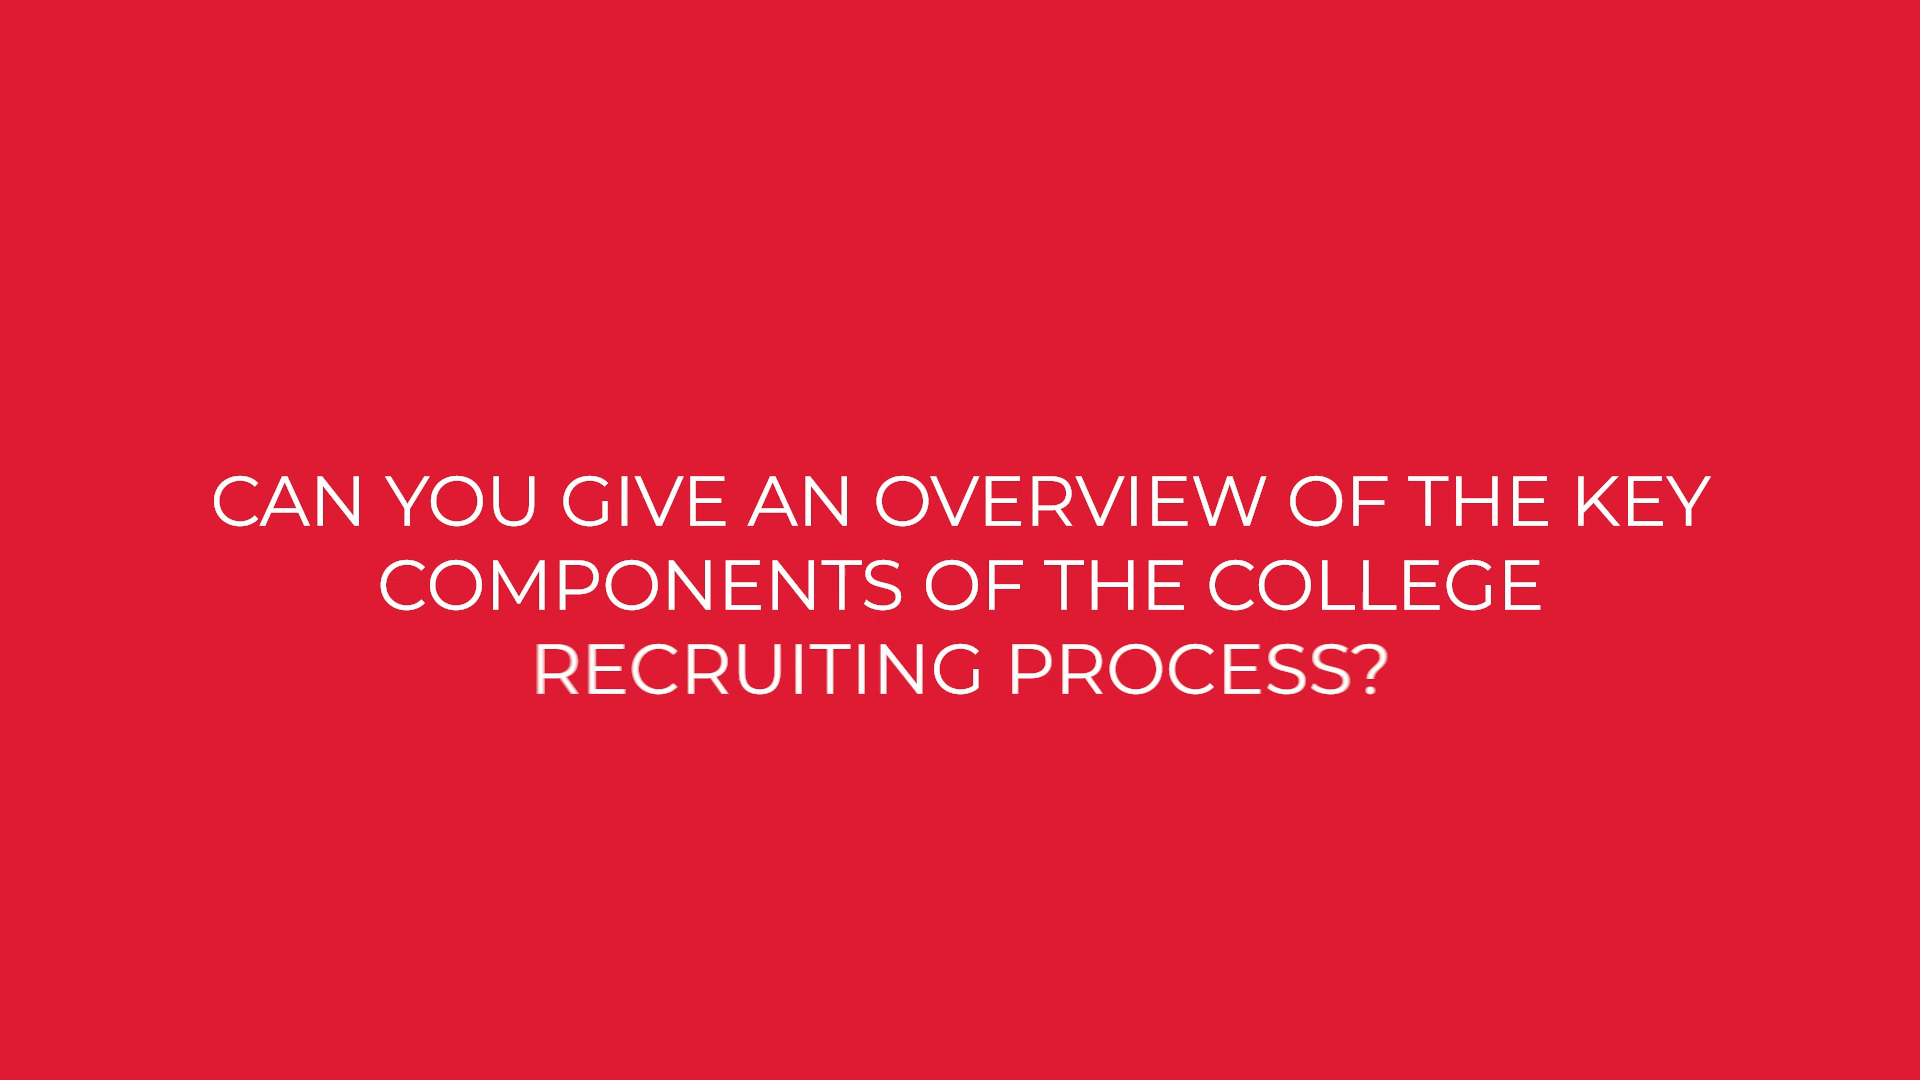 CAN YOU GIVE AN OVERVIEW OF THE KEY
COMPONENTS OF THE COLLEGE
RECRUITING PROCESS?